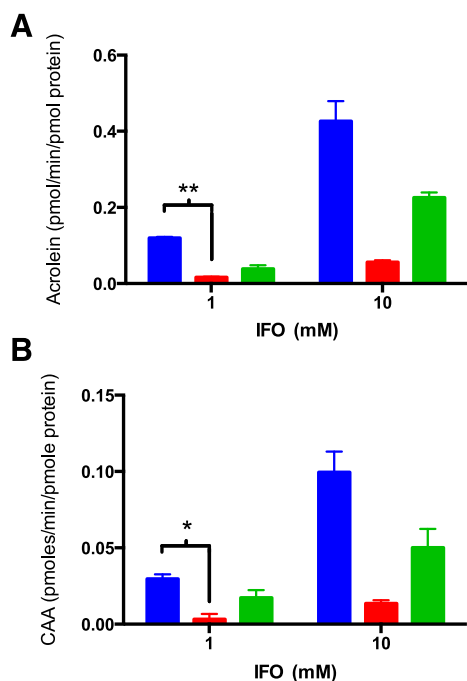 A
Acrolein (pmol/min/pmol protein)
0.6
0.4
0.2
0.0
**
1
10
IFO (mM)
B
CAA (pmoles/min/pmole protein)
0.15
0.10
0.05
0.00
*
1
10
IFO (mM)